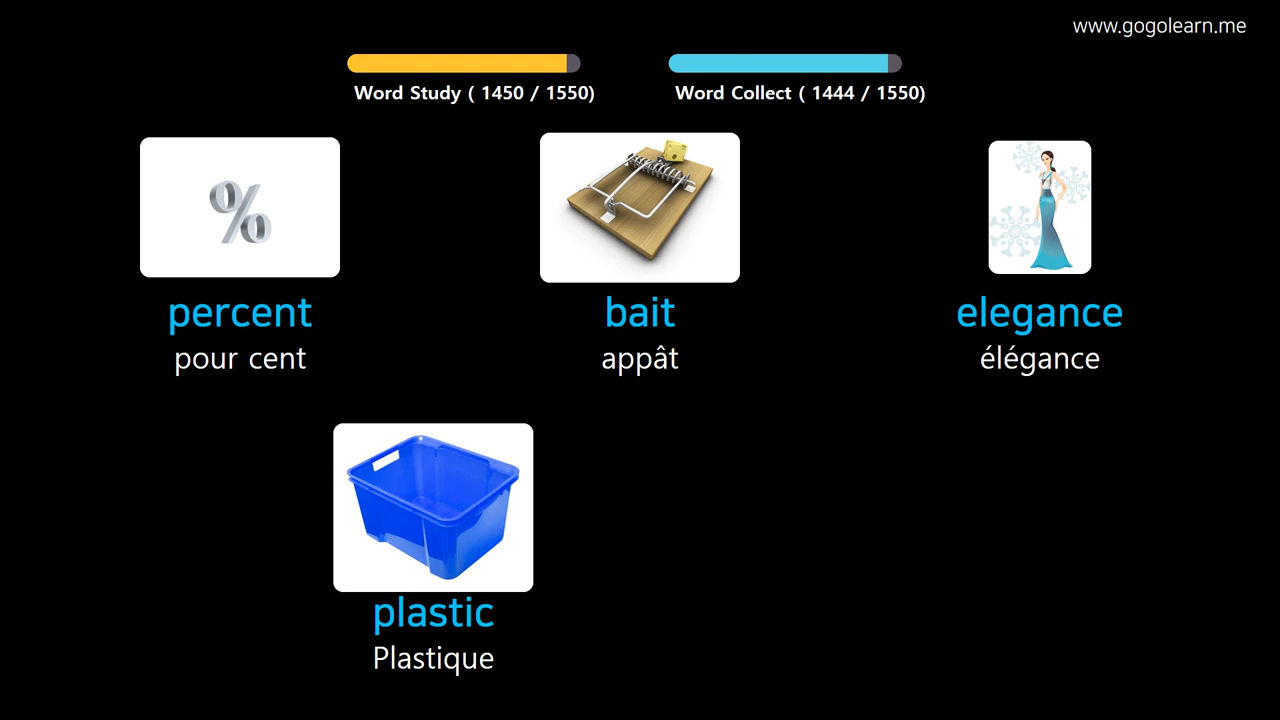 www.gogolearn.me
Word Study ( 1450 / 1550)
Word Collect ( 1444 / 1550)
%
percent
pour cent
bait
appât
elegance
élégance
plastic
Plastique